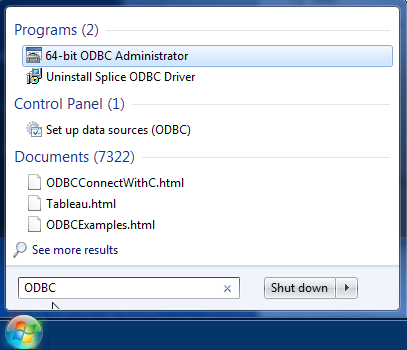 Programs (2)
64-bit ODBC Administrator
Uninstall Splice ODBC Driver
Control Panel (1)
Set up data sources (ODBC)
Documents (7322)
ODBCConnectWithC.html
Tableau.html
ODBCExamples.html
See more results
ODBC
Shut down